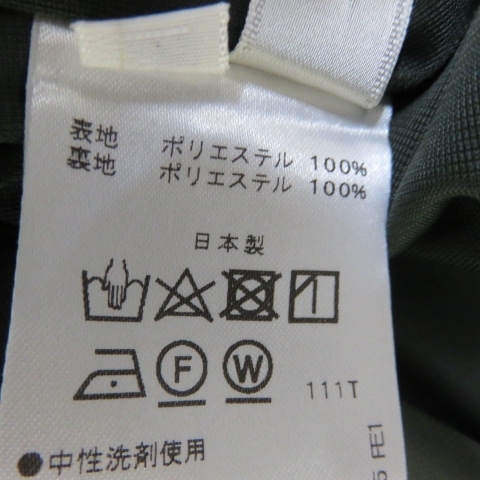 表地 ポリエステル 100%
裏地 ポリエステル 100%
日本製
F W 111T
●中性洗剤使用
FE1